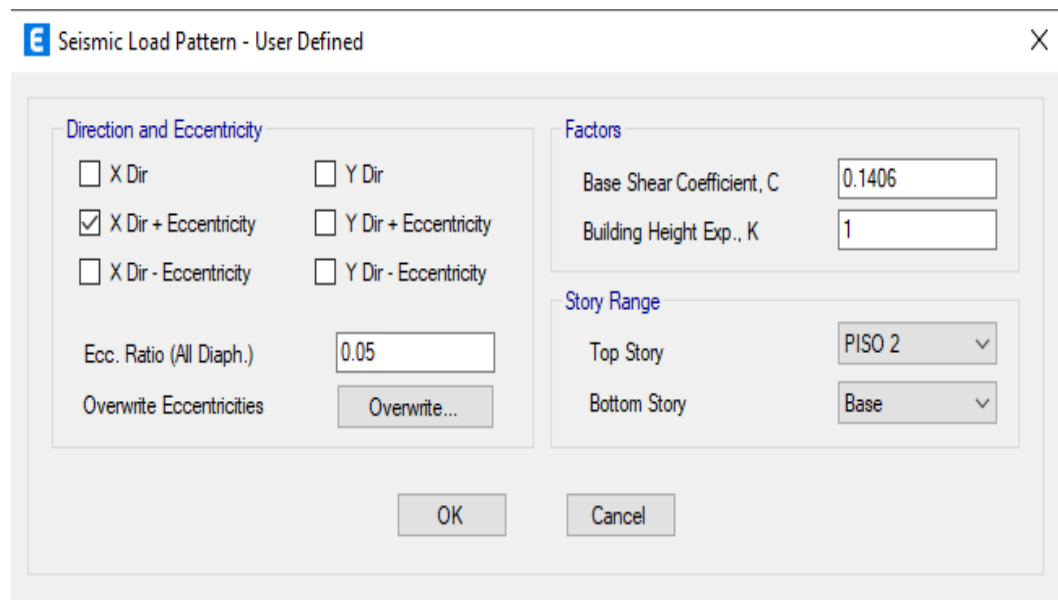 E Seismic Load Pattern - User Defined
Direction and Eccentricity
X Dir
Y Dir
X Dir + Eccentricity
Y Dir + Eccentricity
X Dir - Eccentricity
Y Dir - Eccentricity
Ecc. Ratio (All Diaph.)
0.05
Overwrite Eccentricities
Overwrite...
Factors
Base Shear Coefficient, C
0.1406
Building Height Exp., K
1
Story Range
Top Story
PISO 2
Bottom Story
Base
OK
Cancel